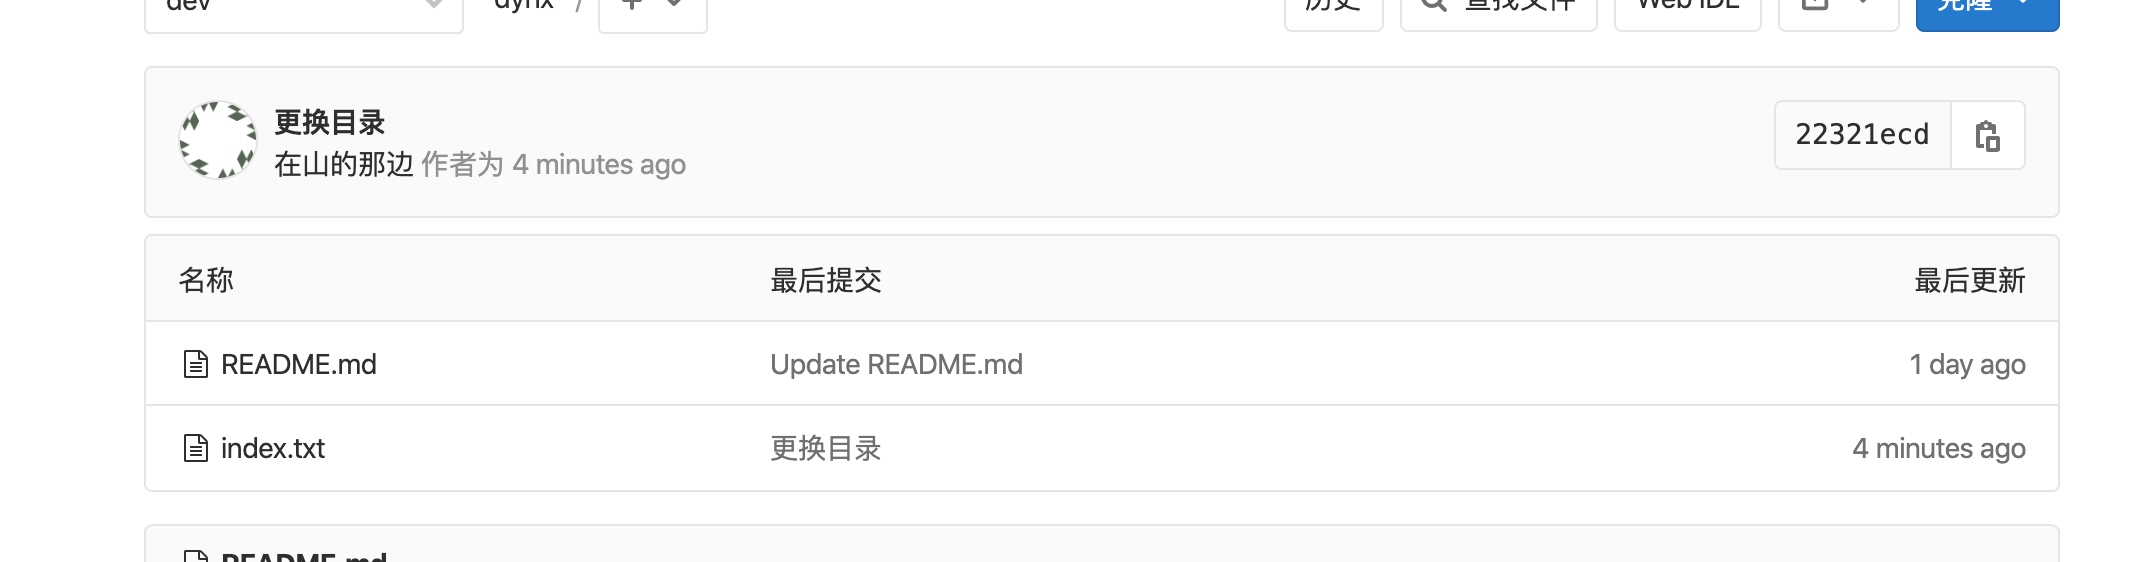 dev
dynx / +
历史
查找文件
Web IDE
克隆
更换目录
在山的那边 作者为 4 minutes ago
22321ecd
名称 最后提交 最后更新
README.md Update README.md 1 day ago
index.txt 更换目录 4 minutes ago
README.md